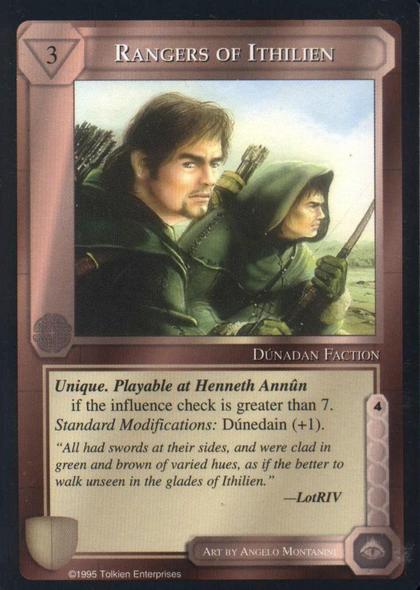 3
RANGERS OF ITHILIEN
DÚNADAN FACTION
Unique. Playable at Henneth Annûn
if the influence check is greater than 7.
Standard Modifications: Dúnedain (+1).
"All had swords at their sides, and were clad in
green and brown of varied hues, as if the better to
walk unseen in the glades of Ithilien."
—LotRIV
4
ART BY ANGELO MONTANINI
©1995 Tolkien Enterprises